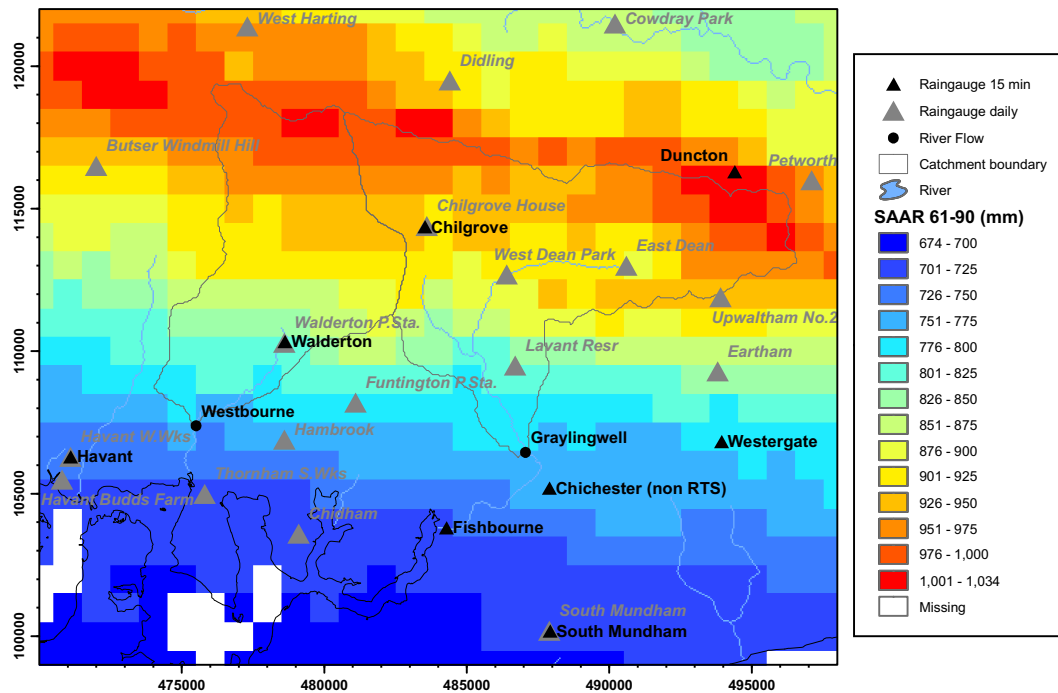 West Harting
Cowdray Park
Didling
Butser Windmill Hill
Duncton
Petworth
Chilgrove House
Chilgrove
West Dean Park
East Dean
Upwaltham No.2
Walderton P.Sta.
Walderton
Lavant Resr
Eartham
Funtington P.Sta.
Westbourne
Hambrook
Graylingwell
Westergate
Havant W.Wks
Havant
Thornham S.Wks
Havant Budds Farm
Chichester (non RTS)
Chidham
Fishbourne
South Mundham
South Mundham
120000
115000
110000
105000
100000
475000
480000
485000
490000
495000
Raingauge 15 min
Raingauge daily
River Flow
Catchment boundary
River
SAAR 61-90 (mm)
674 - 700
701 - 725
726 - 750
751 - 775
776 - 800
801 - 825
826 - 850
851 - 875
876 - 900
901 - 925
926 - 950
951 - 975
976 - 1,000
1,001 - 1,034
Missing